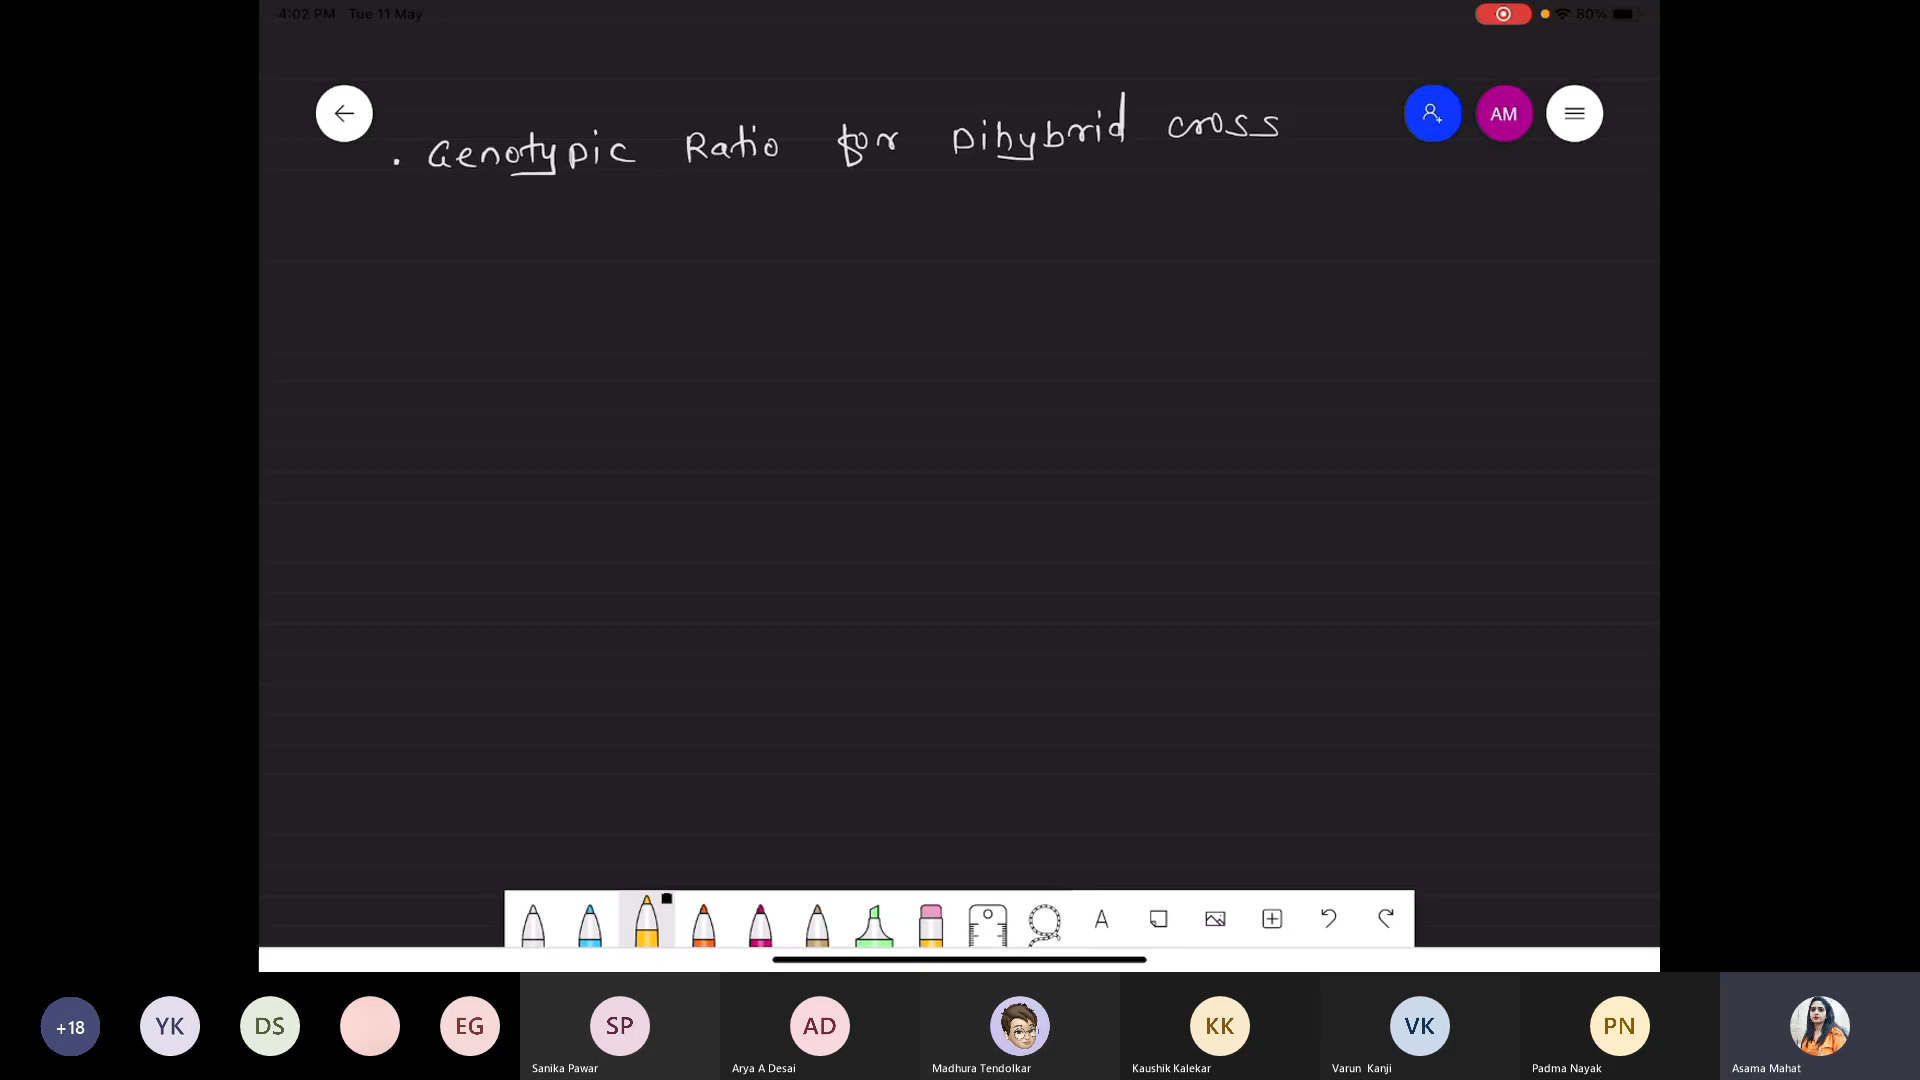 4:02 PM Tue 11 May
80%
. Genotypic Ratio for Dihybrid cross
AM
A
+18
YK
DS
EG
SP
AD
KK
VK
PN
Sanika Pawar
Arya A Desai
Madhura Tendolkar
Kaushik Kalekar
Varun Kanji
Padma Nayak
Asama Mahat